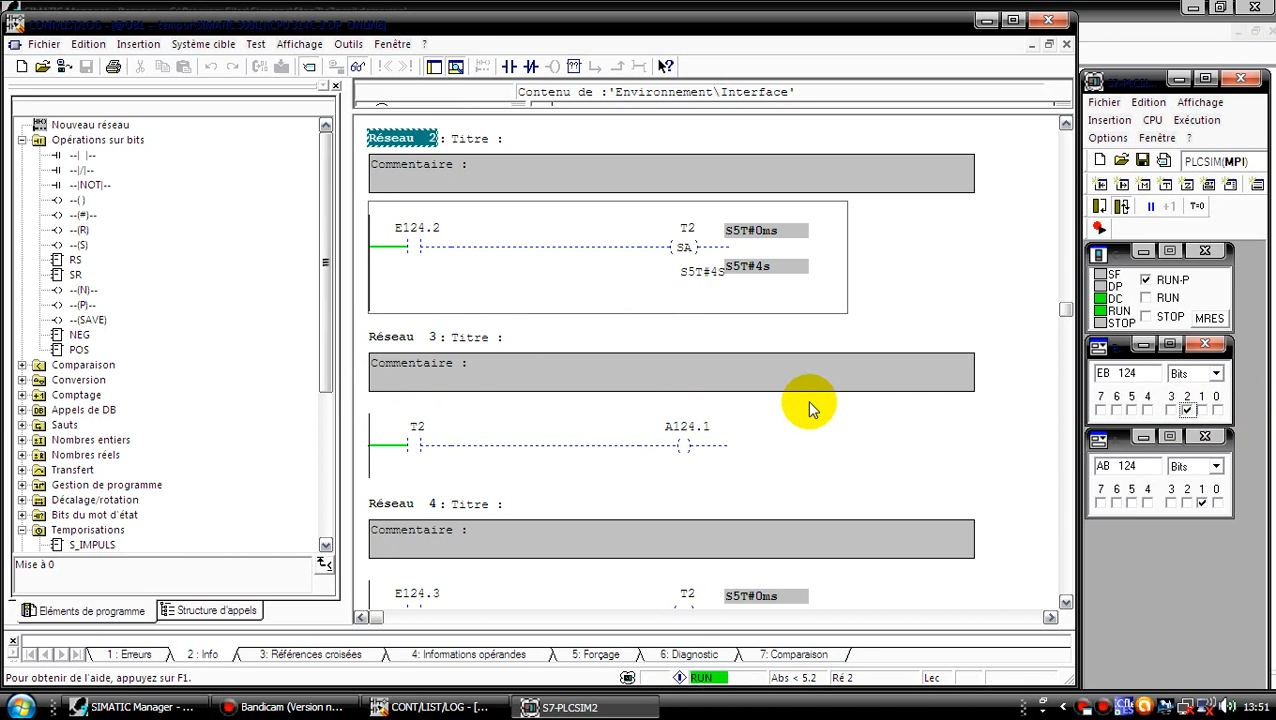 Fichier Edition Insertion Système cible Test Affichage Outils Fenêtre ?
Contenu de :'Environnement\Interface'
Nouveau réseau
Opérations sur bits
--| |--
--|/|--
--|NOT|--
--( )
--(#)--
--(R)
--(S)
RS
SR
--(N)--
--(P)--
--(SAVE)
NEG
POS
Comparaison
Conversion
Comptage
Appels de DB
Sauts
Nombres entiers
Nombres réels
Transfert
Gestion de programme
Décalage/rotation
Bits du mot d'état
Temporisations
S_IMPULS
Mise à 0
Eléments de programme
Structure d'appels
Réseau 2 : Titre :
Commentaire :
E124.2 T2 S5T#0ms
SA
S5T#4S S5T#4s
Réseau 3 : Titre :
Commentaire :
T2 A124.1
Réseau 4 : Titre :
Commentaire :
E124.3 T2 S5T#0ms
1 : Erreurs 2 : Info 3: Références croisées 4: Informations opérandes 5: Forçage 6: Diagnostic 7: Comparaison
Pour obtenir de l'aide, appuyez sur F1.
RUN Abs < 5.2 Ré 2 Lec
Fichier Edition Affichage
Insertion CPU Exécution
Options Fenêtre ?
PLCSIM(MPI)
+1 T=0
SF
DP
DC
RUN
STOP
RUN-P
RUN
STOP MRES
EB 124 Bits
7 6 5 4 3 2 1 0
AB 124 Bits
7 6 5 4 3 2 1 0
SIMATIC Manager - ... Bandicam (Version n... CONT/LIST/LOG - [... S7-PLCSIM2 13:51